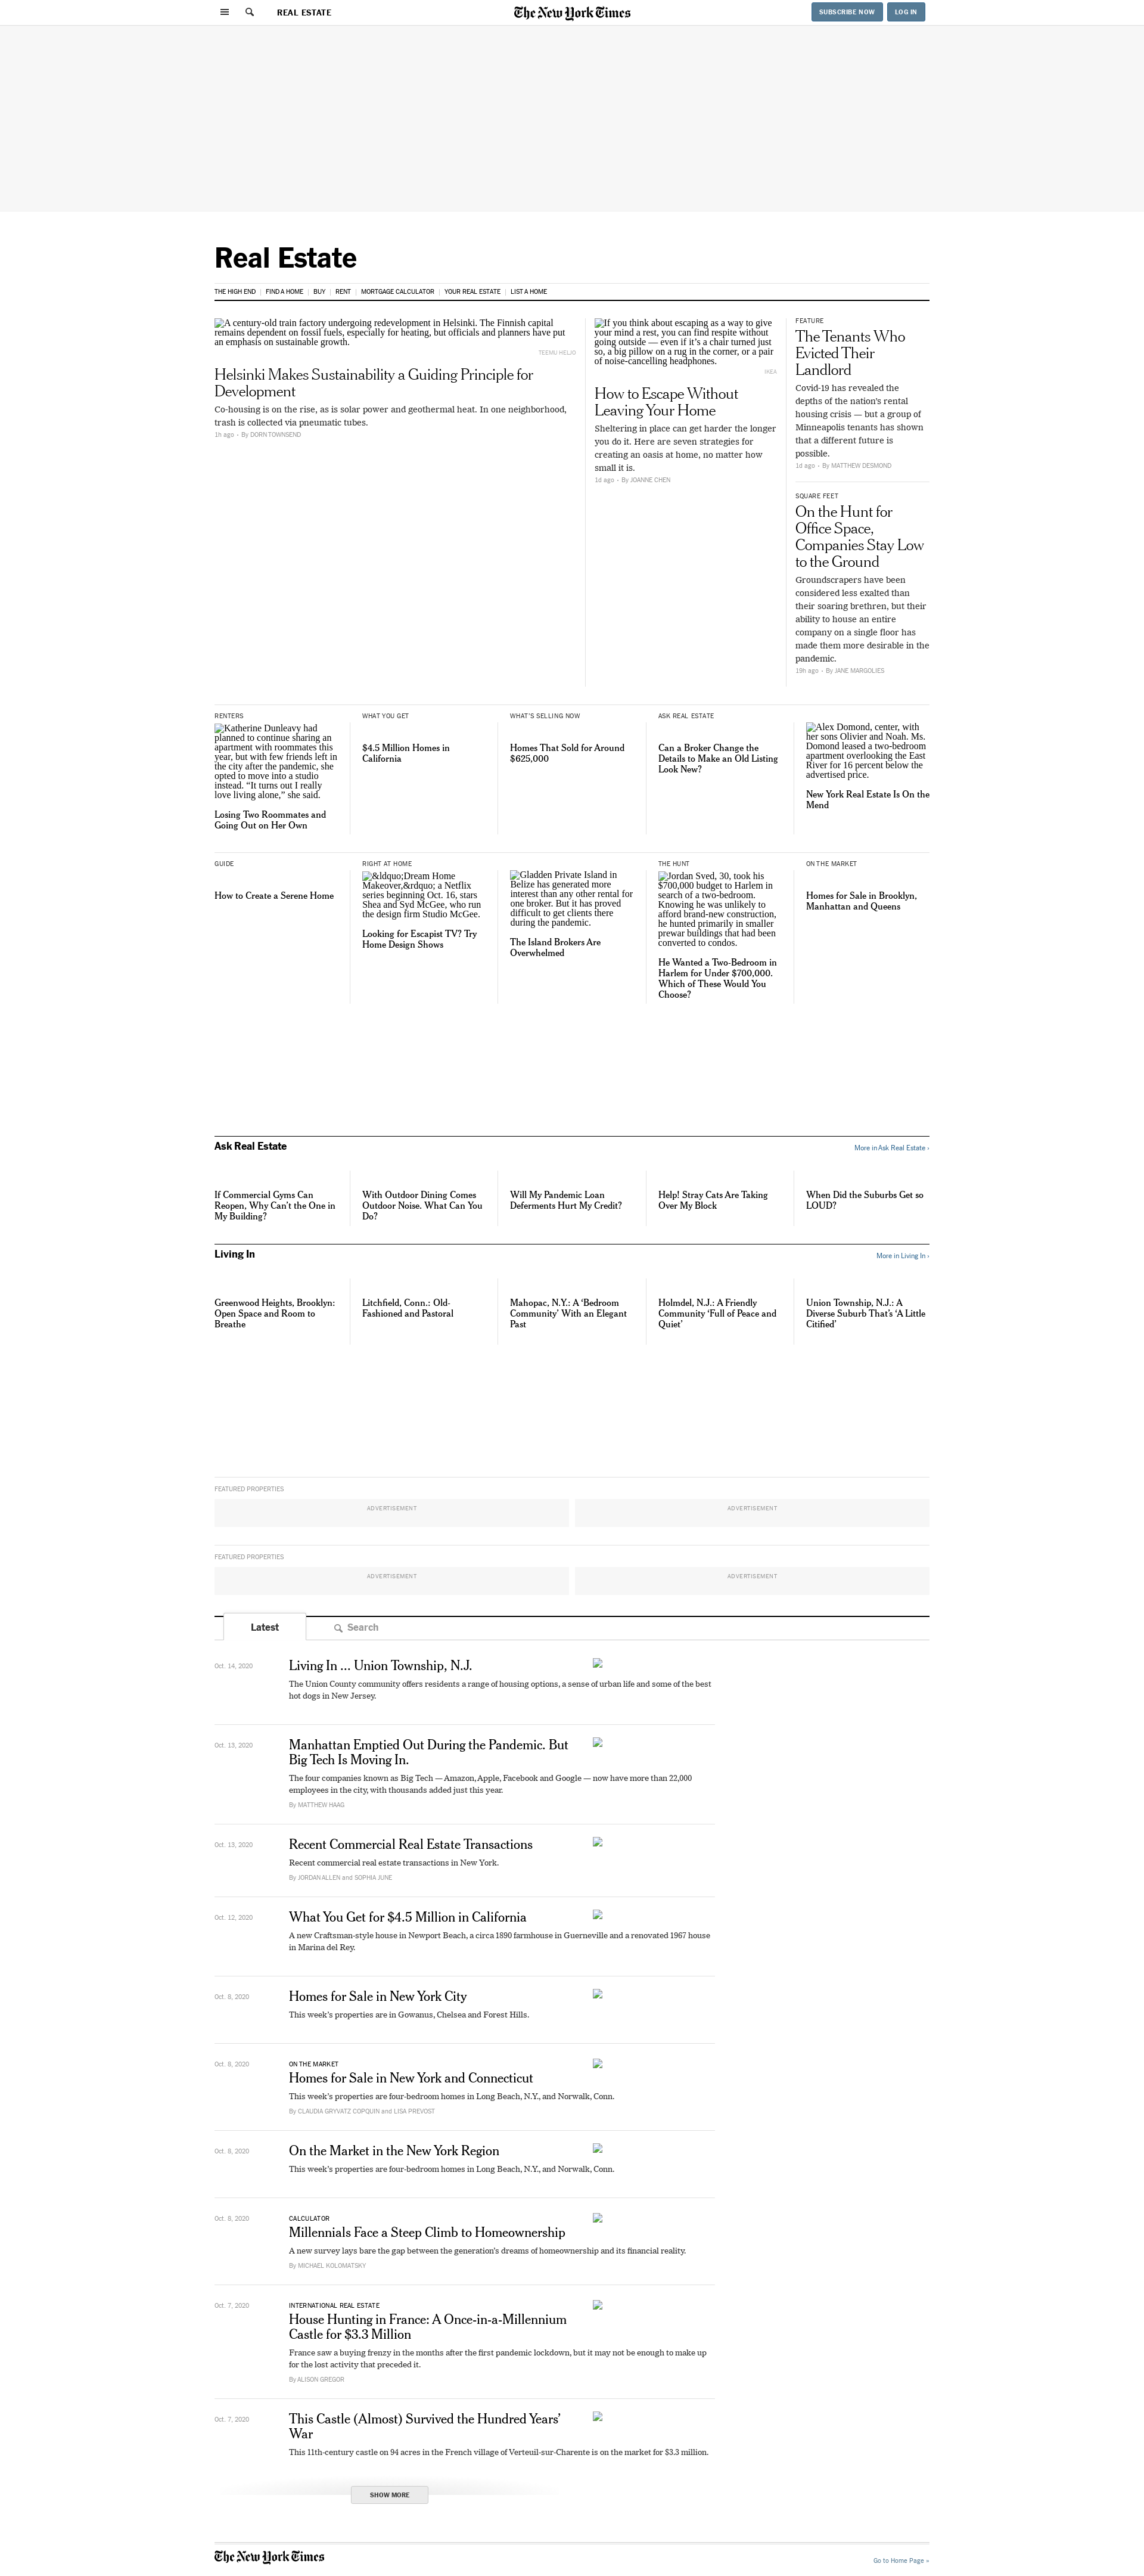 REAL ESTATE
The New York Times
SUBSCRIBE NOW
LOG IN
Real Estate
THE HIGH END
FIND A HOME
BUY
RENT
MORTGAGE CALCULATOR
YOUR REAL ESTATE
LIST A HOME
A century-old train factory undergoing redevelopment in Helsinki. The Finnish capital
remains dependent on fossil fuels, especially for heating, but officials and planners have put
an emphasis on sustainable growth.
TEEMU HELJO
Helsinki Makes Sustainability a Guiding Principle for
Development
Co-housing is on the rise, as is solar power and geothermal heat. In one neighborhood,
trash is collected via pneumatic tubes.
1h ago • By DORN TOWNSEND
If you think about escaping as a way to give
your mind a rest, you can find respite without
going outside — even if it’s a chair turned just
so, a big pillow on a rug in the corner, or a pair
of noise-cancelling headphones.
IKEA
How to Escape Without
Leaving Your Home
Sheltering in place can get harder the longer
you do it. Here are seven strategies for
creating an oasis at home, no matter how
small it is.
1d ago • By JOANNE CHEN
FEATURE
The Tenants Who
Evicted Their
Landlord
Covid-19 has revealed the
depths of the nation's rental
housing crisis — but a group of
Minneapolis tenants has shown
that a different future is
possible.
1d ago • By MATTHEW DESMOND
SQUARE FEET
On the Hunt for
Office Space,
Companies Stay Low
to the Ground
Groundscrapers have been
considered less exalted than
their soaring brethren, but their
ability to house an entire
company on a single floor has
made them more desirable in the
pandemic.
19h ago • By JANE MARGOLIES
RENTERS
Katherine Dunleavy had
planned to continue sharing an
apartment with roommates this
year, but with few friends left in
the city after the pandemic, she
opted to move into a studio
instead. “It turns out I really
love living alone,” she said.
Losing Two Roommates and
Going Out on Her Own
WHAT YOU GET
$4.5 Million Homes in
California
WHAT'S SELLING NOW
Homes That Sold for Around
$625,000
ASK REAL ESTATE
Can a Broker Change the
Details to Make an Old Listing
Look New?
Alex Domond, center, with
her sons Olivier and Noah. Ms.
Domond leased a two-bedroom
apartment overlooking the East
River for 16 percent below the
advertised price.
New York Real Estate Is On the
Mend
GUIDE
How to Create a Serene Home
RIGHT AT HOME
&ldquo;Dream Home
Makeover,&rdquo; a Netflix
series beginning Oct. 16, stars
Shea and Syd McGee, who run
the design firm Studio McGee.
Looking for Escapist TV? Try
Home Design Shows
Gladden Private Island in
Belize has generated more
interest than any other rental for
one broker. But it has proved
difficult to get clients there
during the pandemic.
The Island Brokers Are
Overwhelmed
THE HUNT
Jordan Sved, 30, took his
$700,000 budget to Harlem in
search of a two-bedroom.
Knowing he was unlikely to
afford brand-new construction,
he hunted primarily in smaller
prewar buildings that had been
converted to condos.
He Wanted a Two-Bedroom in
Harlem for Under $700,000.
Which of These Would You
Choose?
ON THE MARKET
Homes for Sale in Brooklyn,
Manhattan and Queens
Ask Real Estate
More in Ask Real Estate ›
If Commercial Gyms Can
Reopen, Why Can't the One in
My Building?
With Outdoor Dining Comes
Outdoor Noise. What Can You
Do?
Will My Pandemic Loan
Deferments Hurt My Credit?
Help! Stray Cats Are Taking
Over My Block
When Did the Suburbs Get so
LOUD?
Living In
More in Living In ›
Greenwood Heights, Brooklyn:
Open Space and Room to
Breathe
Litchfield, Conn.: Old-
Fashioned and Pastoral
Mahopac, N.Y.: A ‘Bedroom
Community’ With an Elegant
Past
Holmdel, N.J.: A Friendly
Community ‘Full of Peace and
Quiet’
Union Township, N.J.: A
Diverse Suburb That’s ‘A Little
Citified’
FEATURED PROPERTIES
ADVERTISEMENT
ADVERTISEMENT
FEATURED PROPERTIES
ADVERTISEMENT
ADVERTISEMENT
Latest
Search
Oct. 14, 2020
Living In ... Union Township, N.J.
The Union County community offers residents a range of housing options, a sense of urban life and some of the best
hot dogs in New Jersey.
Oct. 13, 2020
Manhattan Emptied Out During the Pandemic. But
Big Tech Is Moving In.
The four companies known as Big Tech — Amazon, Apple, Facebook and Google — now have more than 22,000
employees in the city, with thousands added just this year.
By MATTHEW HAAG
Oct. 13, 2020
Recent Commercial Real Estate Transactions
Recent commercial real estate transactions in New York.
By JORDAN ALLEN and SOPHIA JUNE
Oct. 12, 2020
What You Get for $4.5 Million in California
A new Craftsman-style house in Newport Beach, a circa 1890 farmhouse in Guerneville and a renovated 1967 house
in Marina del Rey.
Oct. 8, 2020
Homes for Sale in New York City
This week’s properties are in Gowanus, Chelsea and Forest Hills.
Oct. 8, 2020
ON THE MARKET
Homes for Sale in New York and Connecticut
This week’s properties are four-bedroom homes in Long Beach, N.Y., and Norwalk, Conn.
By CLAUDIA GRYVATZ COPQUIN and LISA PREVOST
Oct. 8, 2020
On the Market in the New York Region
This week’s properties are four-bedroom homes in Long Beach, N.Y., and Norwalk, Conn.
Oct. 8, 2020
CALCULATOR
Millennials Face a Steep Climb to Homeownership
A new survey lays bare the gap between the generation’s dreams of homeownership and its financial reality.
By MICHAEL KOLOMATSKY
Oct. 7, 2020
INTERNATIONAL REAL ESTATE
House Hunting in France: A Once-in-a-Millennium
Castle for $3.3 Million
France saw a buying frenzy in the months after the first pandemic lockdown, but it may not be enough to make up
for the lost activity that preceded it.
By ALISON GREGOR
Oct. 7, 2020
This Castle (Almost) Survived the Hundred Years’
War
This 11th-century castle on 94 acres in the French village of Verteuil-sur-Charente is on the market for $3.3 million.
SHOW MORE
The New York Times
Go to Home Page »